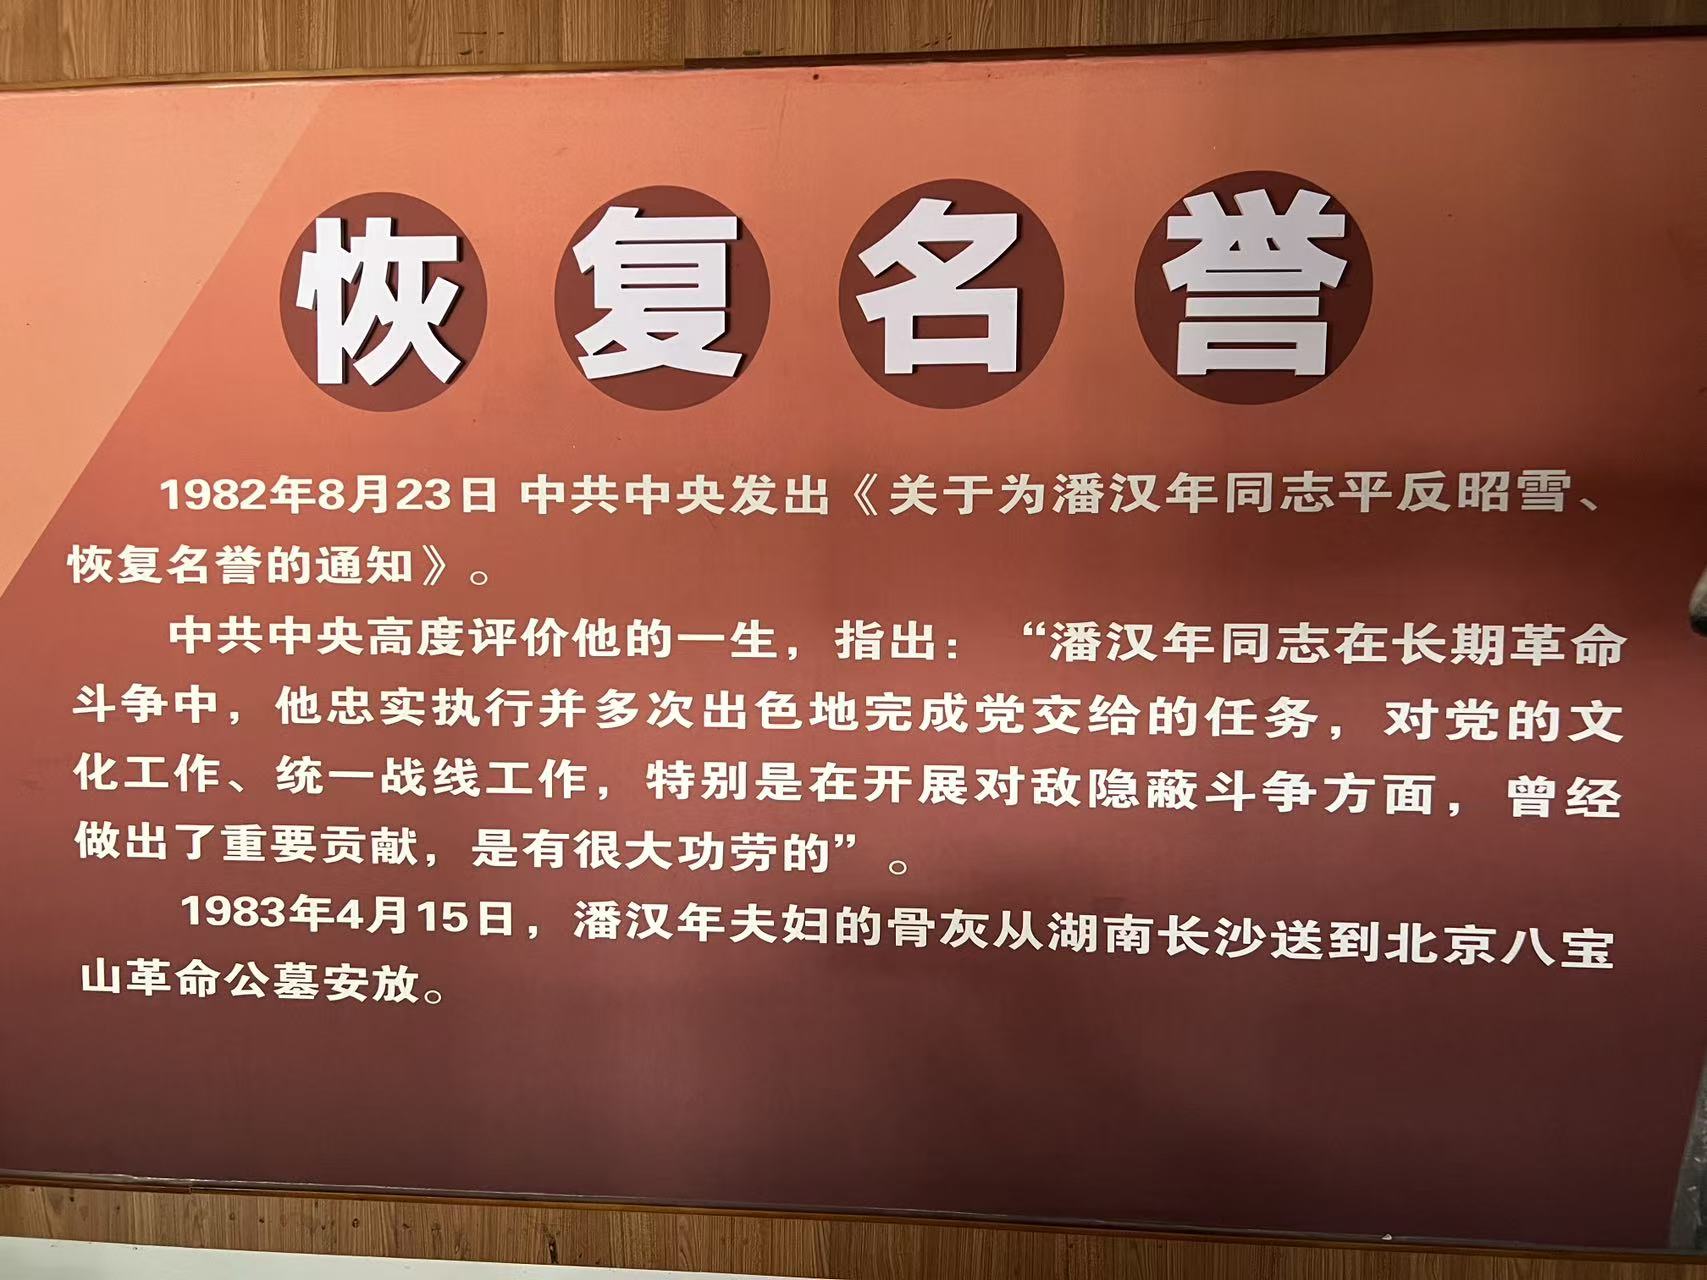 恢复名誉
1982年8月23日 中共中央发出《关于为潘汉年同志平反昭雪、
恢复名誉的通知》。
中共中央高度评价他的一生，指出：“潘汉年同志在长期革命
斗争中，他忠实执行并多次出色地完成党交给的任务，对党的文
化工作、统一战线工作，特别是在开展对敌隐蔽斗争方面，曾经
做出了重要贡献，是有很大功劳的”。
1983年4月15日，潘汉年夫妇的骨灰从湖南长沙送到北京八宝
山革命公墓安放。